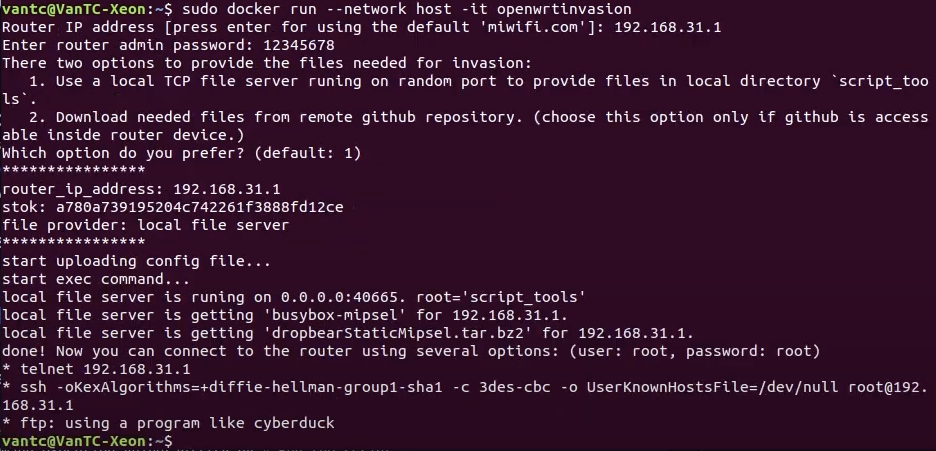 vantc@VanTC-Xeon:~$ sudo docker run --network host -it openwrtinvasion
Router IP address [press enter for using the default 'miwifi.com']: 192.168.31.1
Enter router admin password: 12345678
There two options to provide the files needed for invasion:
   1. Use a local TCP file server runing on random port to provide files in local directory `script_too
ls`.
   2. Download needed files from remote github repository. (choose this option only if github is access
able inside router device.)
Which option do you prefer? (default: 1)
****************
router_ip_address: 192.168.31.1
stok: a780a739195204c742261f3888fd12ce
file provider: local file server
****************
start uploading config file...
start exec command...
local file server is runing on 0.0.0.0:40665. root='script_tools'
local file server is getting 'busybox-mipsel' for 192.168.31.1.
local file server is getting 'dropbearStaticMipsel.tar.bz2' for 192.168.31.1.
done! Now you can connect to the router using several options: (user: root, password: root)
* telnet 192.168.31.1
* ssh -oKexAlgorithms=+diffie-hellman-group1-sha1 -c 3des-cbc -o UserKnownHostsFile=/dev/null root@192.
168.31.1
* ftp: using a program like cyberduck
vantc@VanTC-Xeon:~$